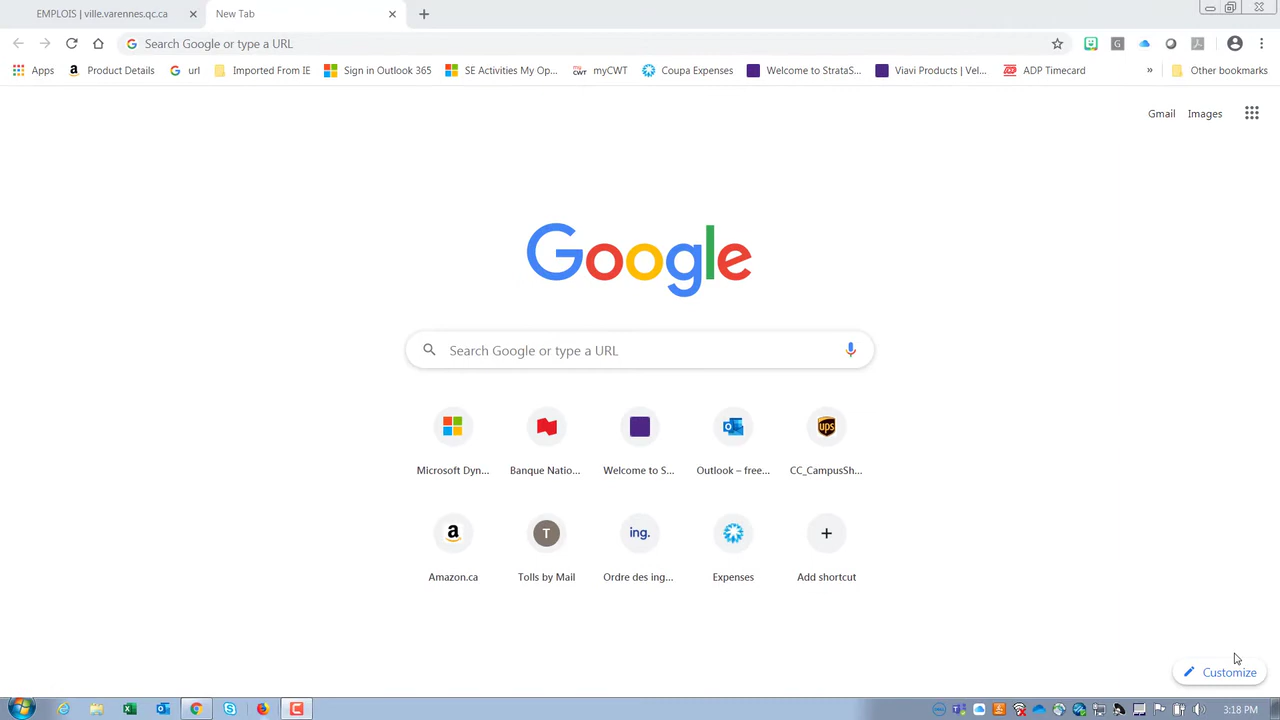 EMPLOIS | ville.varennes.qc.ca
New Tab
Search Google or type a URL
Apps
Product Details
url
Imported From IE
Sign in Outlook 365
SE Activities My Op...
myCWT
Coupa Expenses
Welcome to StrataS...
Viavi Products | Vel...
ADP Timecard
»
Other bookmarks
Gmail
Images
Google
Search Google or type a URL
Microsoft Dyn...
Banque Natio...
Welcome to S...
Outlook – free...
CC_CampusSh...
Amazon.ca
T
Tolls by Mail
ing.
Ordre des ing...
Expenses
Add shortcut
Customize
3:18 PM